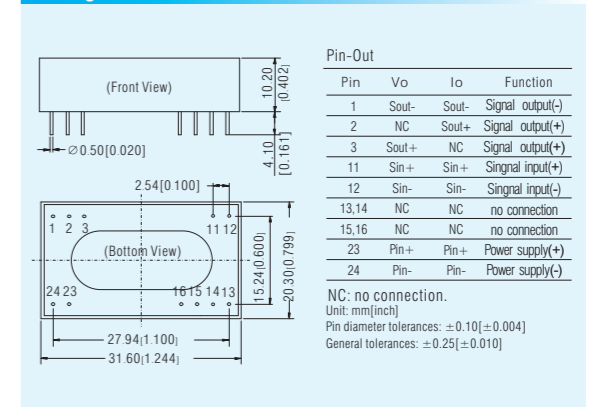 (Front View)
10.20
[0.402]
4.10
[0.161]
Ø0.50[0.020]
2.54[0.100]
1 2 3 11 12
(Bottom View)
24 23 16 15 14 13
15.24[0.600]
20.30[0.799]
27.94[1.100]
31.60[1.244]
Pin-Out
Pin Vo Io Function
1 Sout- Sout- Signal output(-)
2 NC Sout+ Signal output(+)
3 Sout+ NC Signal output(+)
11 Sin+ Sin+ Singnal input(+)
12 Sin- Sin- Singnal input(-)
13,14 NC NC no connection
15,16 NC NC no connection
23 Pin+ Pin+ Power supply(+)
24 Pin- Pin- Power supply(-)
NC: no connection.
Unit: mm[inch]
Pin diameter tolerances: ±0.10[±0.004]
General tolerances: ±0.25[±0.010]